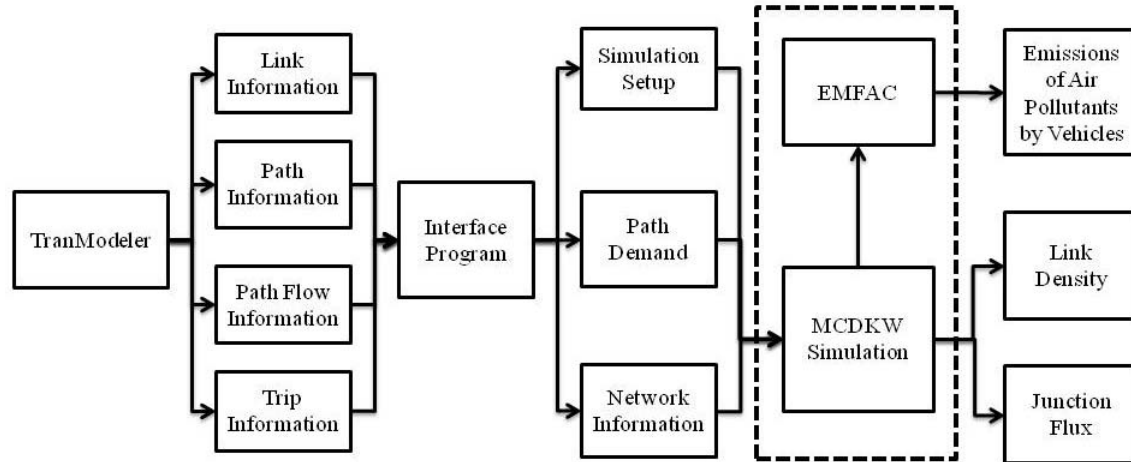 TranModeler
Link
Information
Path
Information
Path Flow
Information
Trip
Information
Interface
Program
Simulation
Setup
Path
Demand
Network
Information
EMFAC
MCDKW
Simulation
Emissions
of Air
Pollutants
by Vehicles
Link
Density
Junction
Flux